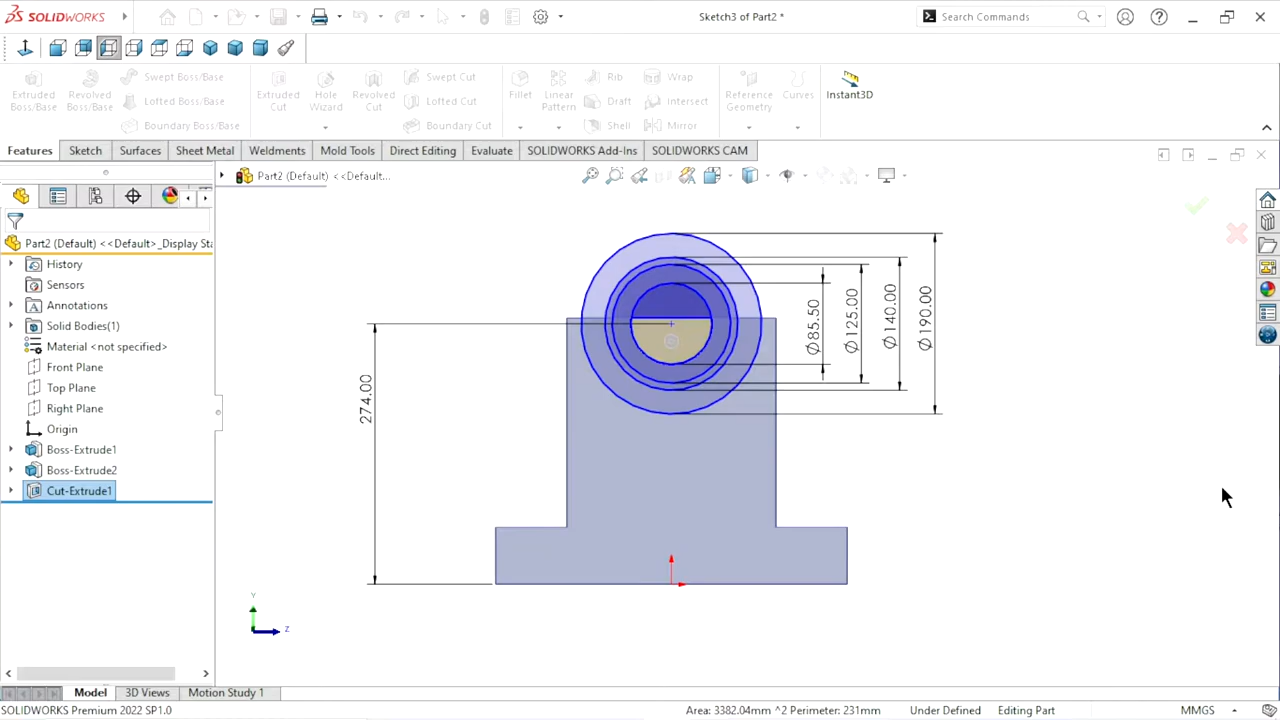 SOLIDWORKS
Sketch3 of Part2 *
Search Commands
Extruded Boss/Base
Revolved Boss/Base
Swept Boss/Base
Lofted Boss/Base
Boundary Boss/Base
Extruded Cut
Hole Wizard
Revolved Cut
Swept Cut
Lofted Cut
Boundary Cut
Fillet
Linear Pattern
Rib
Draft
Shell
Wrap
Intersect
Mirror
Reference Geometry
Curves
Instant3D
Features
Sketch
Surfaces
Sheet Metal
Weldments
Mold Tools
Direct Editing
Evaluate
SOLIDWORKS Add-Ins
SOLIDWORKS CAM
Part2 (Default) <<Default...
Part2 (Default) <<Default>_Display Sta
History
Sensors
Annotations
Solid Bodies(1)
Material <not specified>
Front Plane
Top Plane
Right Plane
Origin
Boss-Extrude1
Boss-Extrude2
Cut-Extrude1
274.00
Ø85.50
Ø125.00
Ø140.00
Ø190.00
Y
Z
Model
3D Views
Motion Study 1
SOLIDWORKS Premium 2022 SP1.0
Area: 3382.04mm ^2 Perimeter: 231mm
Under Defined
Editing Part
MMGS